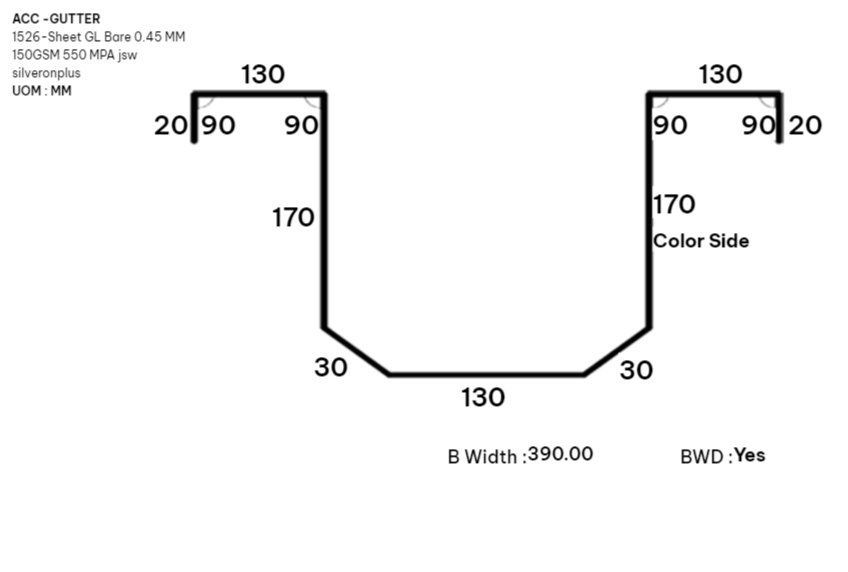 ACC -GUTTER
1526-Sheet GL Bare 0.45 MM
150GSM 550 MPA jsw
silveronplus
UOM : MM
130 130
20 90 90 90 90 20
170 170
Color Side
30 30
130
B Width :390.00 BWD :Yes